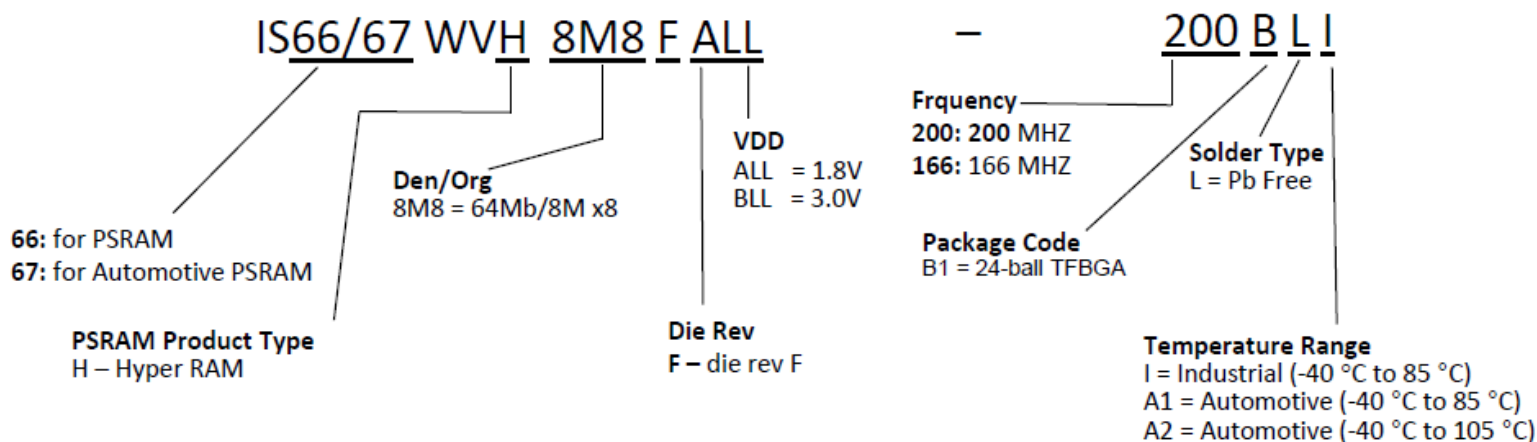 IS66/67 WVH 8M8 F ALL – 200 B L I
Frquency
200: 200 MHZ
166: 166 MHZ
VDD
ALL = 1.8V
BLL = 3.0V
Solder Type
L = Pb Free
Den/Org
8M8 = 64Mb/8M x8
66: for PSRAM
67: for Automotive PSRAM
Package Code
B1 = 24-ball TFBGA
PSRAM Product Type
H – Hyper RAM
Die Rev
F – die rev F
Temperature Range
I = Industrial (-40 °C to 85 °C)
A1 = Automotive (-40 °C to 85 °C)
A2 = Automotive (-40 °C to 105 °C)